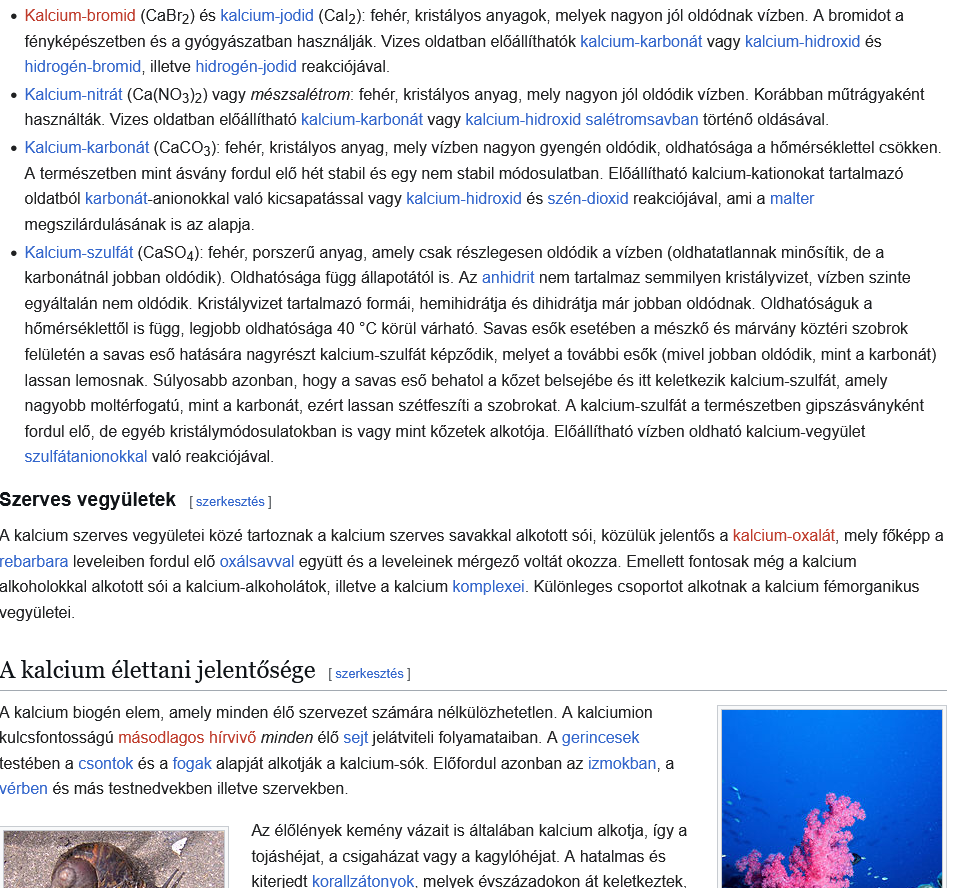 Kalcium-bromid (CaBr2) és kalcium-jodid (CaI2): fehér, kristályos anyagok, melyek nagyon jól oldódnak vízben. A bromidot a
fényképészetben és a gyógyászatban használják. Vizes oldatban előállíthatók kalcium-karbonát vagy kalcium-hidroxid és
hidrogén-bromid, illetve hidrogén-jodid reakciójával.
Kalcium-nitrát (Ca(NO3)2) vagy mészsalétrom: fehér, kristályos anyag, mely nagyon jól oldódik vízben. Korábban műtrágyaként
használták. Vizes oldatban előállítható kalcium-karbonát vagy kalcium-hidroxid salétromsavban történő oldásával.
Kalcium-karbonát (CaCO3): fehér, kristályos anyag, mely vízben nagyon gyengén oldódik, oldhatósága a hőmérséklettel csökken.
A természetben mint ásvány fordul elő hét stabil és egy nem stabil módosulatban. Előállítható kalcium-kationokat tartalmazó
oldatból karbonát-anionokkal való kicsapatással vagy kalcium-hidroxid és szén-dioxid reakciójával, ami a malter
megszilárdulásának is az alapja.
Kalcium-szulfát (CaSO4): fehér, porszerű anyag, amely csak részlegesen oldódik a vízben (oldhatatlannak minősítik, de a
karbonátnál jobban oldódik). Oldhatósága függ állapotától is. Az anhidrit nem tartalmaz semmilyen kristályvizet, vízben szinte
egyáltalán nem oldódik. Kristályvizet tartalmazó formái, hemihidrátja és dihidrátja már jobban oldódnak. Oldhatóságuk a
hőmérséklettől is függ, legjobb oldhatósága 40 °C körül várható. Savas esők esetében a mészkő és márvány köztéri szobrok
felületén a savas eső hatására nagyrészt kalcium-szulfát képződik, melyet a további esők (mivel jobban oldódik, mint a karbonát)
lassan lemosnak. Súlyosabb azonban, hogy a savas eső behatol a kőzet belsejébe és itt keletkezik kalcium-szulfát, amely
nagyobb moltérfogatú, mint a karbonát, ezért lassan szétfeszíti a szobrokat. A kalcium-szulfát a természetben gipszásványként
fordul elő, de egyéb kristálymódosulatokban is vagy mint kőzetek alkotója. Előállítható vízben oldható kalcium-vegyület
szulfátanionokkal való reakciójával.
Szerves vegyületek [ szerkesztés ]
A kalcium szerves vegyületei közé tartoznak a kalcium szerves savakkal alkotott sói, közülük jelentős a kalcium-oxalát, mely főképp a
rebarbara leveleiben fordul elő oxálsavval együtt és a leveleinek mérgező voltát okozza. Emellett fontosak még a kalcium
alkoholokkal alkotott sói a kalcium-alkoholátok, illetve a kalcium komplexei. Különleges csoportot alkotnak a kalcium fémorganikus
vegyületei.
A kalcium élettani jelentősége [ szerkesztés ]
A kalcium biogén elem, amely minden élő szervezet számára nélkülözhetetlen. A kalciumion
kulcsfontosságú másodlagos hírvivő minden élő sejt jelátviteli folyamataiban. A gerincesek
testében a csontok és a fogak alapját alkotják a kalcium-sók. Előfordul azonban az izmokban, a
vérben és más testnedvekben illetve szervekben.
Az élőlények kemény vázait is általában kalcium alkotja, így a
tojáshéjat, a csigaházat vagy a kagylóhéjat. A hatalmas és
kiterjedt korallzátonyok, melyek évszázadokon át keletkeztek,